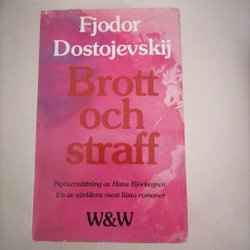 Fjodor
Dostojevskij
Brott
och
straff
Nyöversättning av Hans Björkegren
En av världens mest lästa romaner
W&W